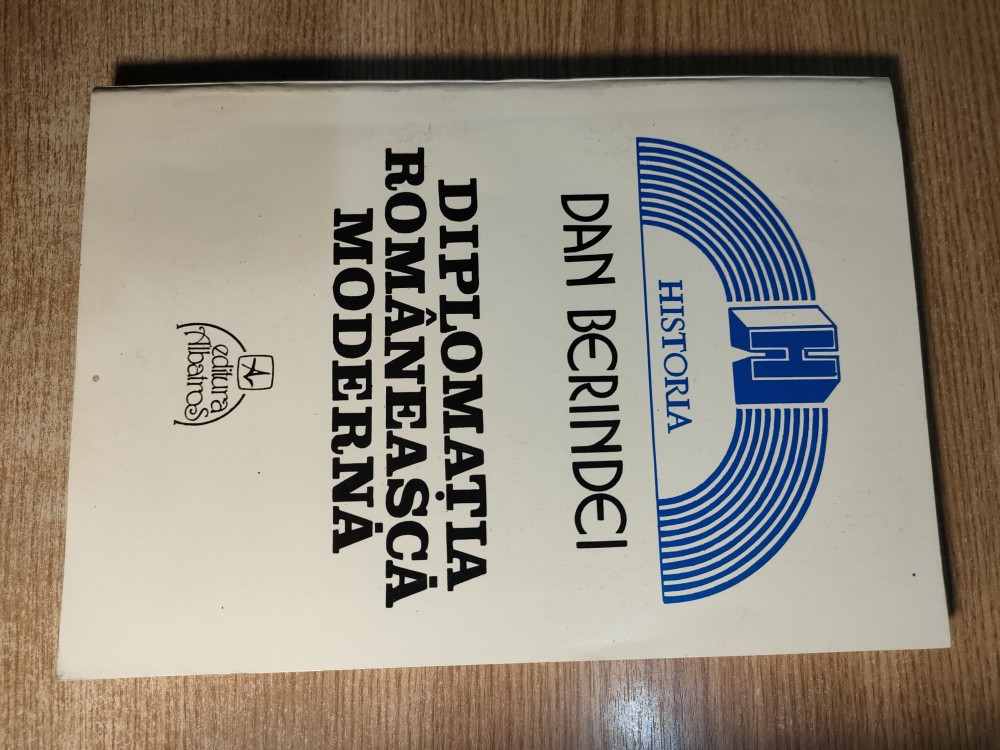 H
HISTORIA
DAN BERINDEI
DIPLOMAȚIA
ROMÂNEASCĂ
MODERNĂ
editura
Albatros